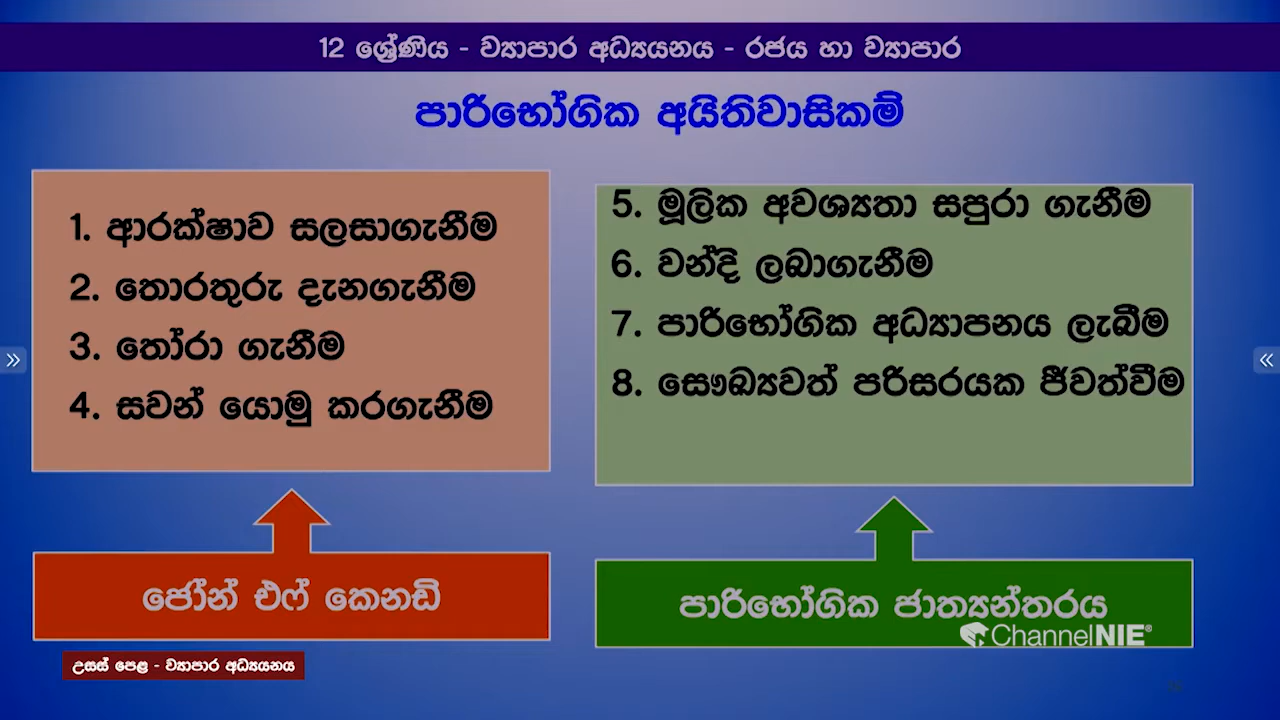 12 ශ්‍රේණිය - ව්‍යාපාර අධ්‍යයනය - රජය හා ව්‍යාපාර
පාරිභෝගික අයිතිවාසිකම්
1. ආරක්ෂාව සලසාගැනීම
2. තොරතුරු දැනගැනීම
3. තෝරා ගැනීම
4. සවන් යොමු කරගැනීම
ජෝන් එෆ් කෙනඩි
5. මූලික අවශ්‍යතා සපුරා ගැනීම
6. වන්දි ලබාගැනීම
7. පාරිභෝගික අධ්‍යාපනය ලැබීම
8. සෞඛ්‍යවත් පරිසරයක ජීවත්වීම
පාරිභෝගික ජාත්‍යන්තරය
ChannelNIE®
උසස් පෙළ - ව්‍යාපාර අධ්‍යයනය